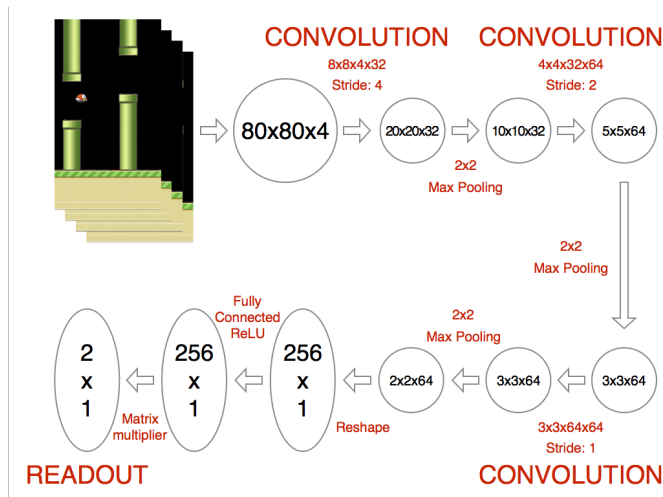 CONVOLUTION
8x8x4x32
Stride: 4
CONVOLUTION
4x4x32x64
Stride: 2
80x80x4
20x20x32
10x10x32
5x5x64
2x2
Max Pooling
2x2
Max Pooling
2x2
Max Pooling
3x3x64
3x3x64
2x2x64
3x3x64x64
Stride: 1
CONVOLUTION
Reshape
256
x
1
Fully
Connected
ReLU
256
x
1
Matrix
multiplier
2
x
1
READOUT